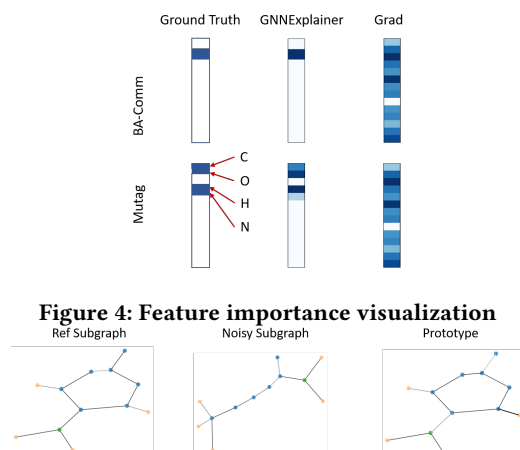 Ground Truth GNNExplainer Grad
BA-Comm
C
O
H
N
Mutag
Figure 4: Feature importance visualization
Ref Subgraph Noisy Subgraph Prototype